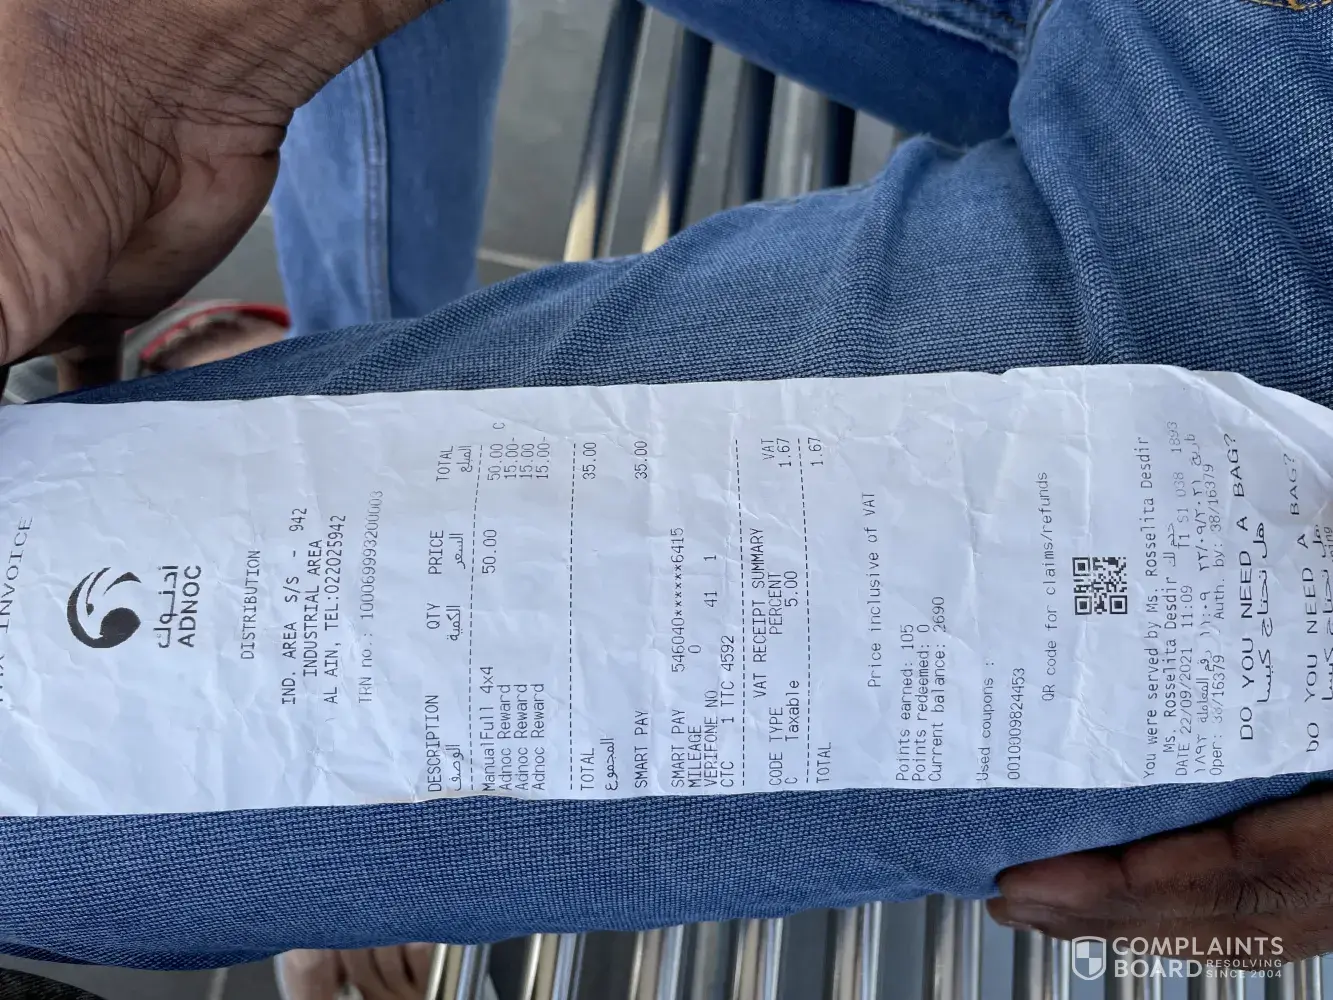 INVOICE
أدنوك
ADNOC
DISTRIBUTION
IND. AREA S/S - 942
INDUSTRIAL AREA
AL AIN, TEL:022025942
TRN no.: 100069993200003
DESCRIPTION QTY PRICE TOTAL
الوصف الكمية السعر المبلغ
ManualFull 4x4 50.00 50.00 C
Adnoc Reward 15.00-
Adnoc Reward 15.00-
Adnoc Reward 15.00-
TOTAL 35.00
المجموع
SMART PAY 35.00
SMART PAY 546040******6415
MILEAGE 0
VERIFONE NO 41 1
CTC 1 TTC 4592
VAT RECEIPT SUMMARY
CODE TYPE PERCENT VAT
C Taxable 5.00 1.67
TOTAL 1.67
Price inclusive of VAT
Points earned: 105
Points redeemed: 0
Current balance: 2690
Used coupons :
0010309824453
QR code for claims/refunds
You were served by Ms. Rosselita Desdir
Ms. Rosselita Desdir
DATE 22/09/2021 11:09 T1 S1 038 1893
Oper: 38/16379 / Auth. by: 38/16379
DO YOU NEED A BAG?
هل تحتاج كيسا
DO YOU NEED A BAG?
COMPLAINTS
BOARD RESOLVING
SINCE 2004